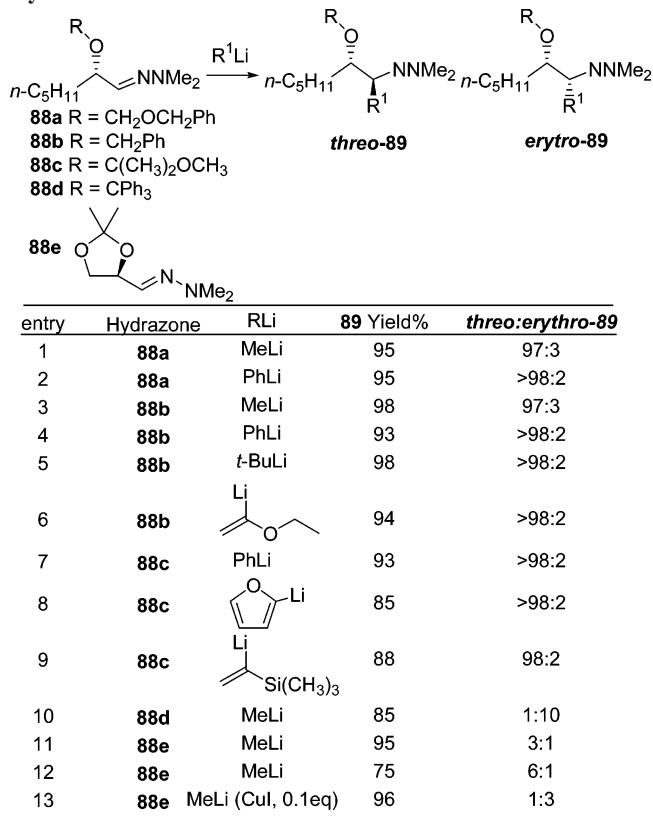 R
O
n-C5H11
NNMe2
88a R = CH2OCH2Ph
88b R = CH2Ph
88c R = C(CH3)2OCH3
88d R = CPh3
R1Li
R
O
n-C5H11
NNMe2
R1
threo-89
R
O
n-C5H11
NNMe2
R1
erytro-89
88e
O
O
N
NMe2
entry Hydrazone RLi 89 Yield% threo:erythro-89
1 88a MeLi 95 97:3
2 88a PhLi 95 >98:2
3 88b MeLi 98 97:3
4 88b PhLi 93 >98:2
5 88b t-BuLi 98 >98:2
Li
6 88b O 94 >98:2
7 88c PhLi 93 >98:2
8 88c O Li 85 >98:2
Li
9 88c Si(CH3)3 88 98:2
10 88d MeLi 85 1:10
11 88e MeLi 95 3:1
12 88e MeLi 75 6:1
13 88e MeLi (CuI, 0.1eq) 96 1:3